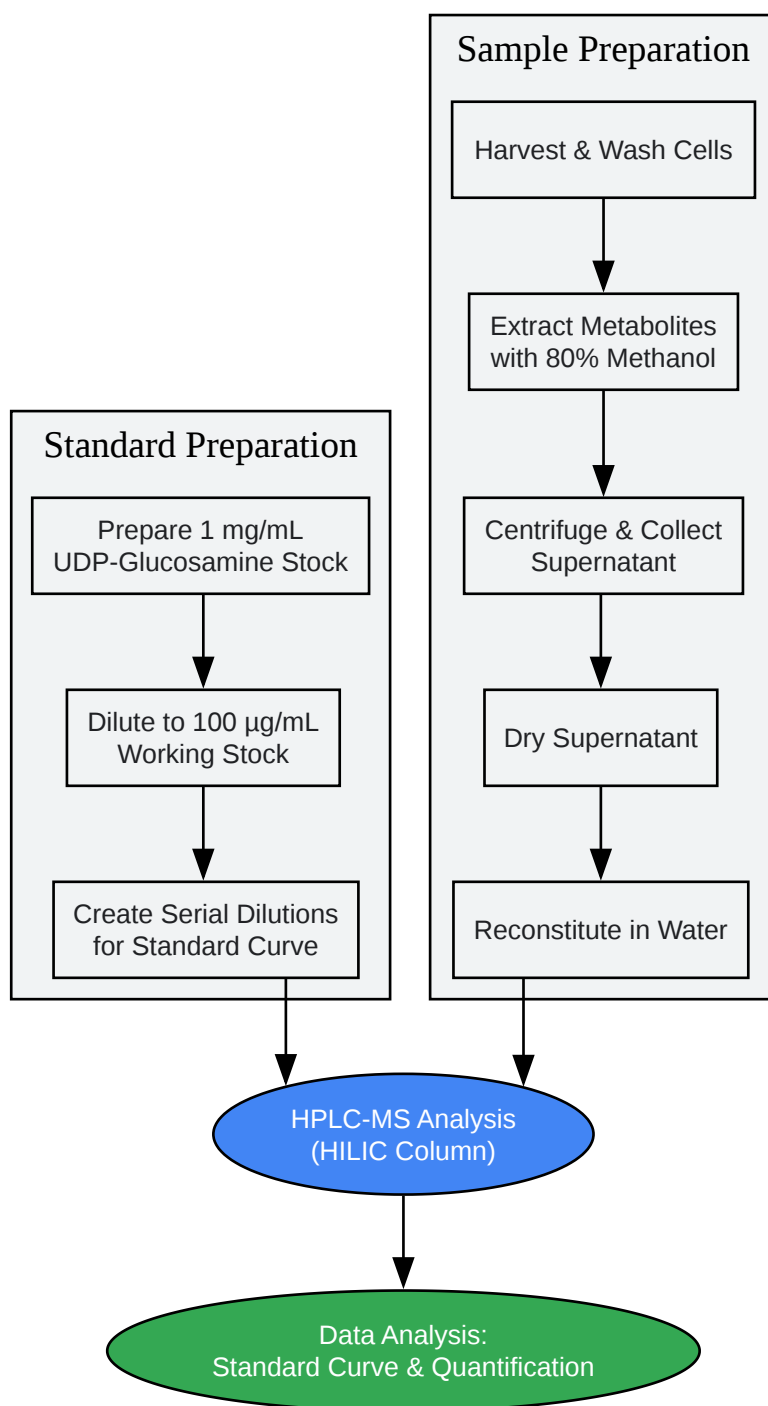 Sample Preparation
Harvest & Wash Cells
Extract Metabolites
with 80% Methanol
Centrifuge & Collect
Supernatant
Dry Supernatant
Reconstitute in Water
Standard Preparation
Prepare 1 mg/mL
UDP-Glucosamine Stock
Dilute to 100 µg/mL
Working Stock
Create Serial Dilutions
for Standard Curve
HPLC-MS Analysis
(HILIC Column)
Data Analysis:
Standard Curve & Quantification